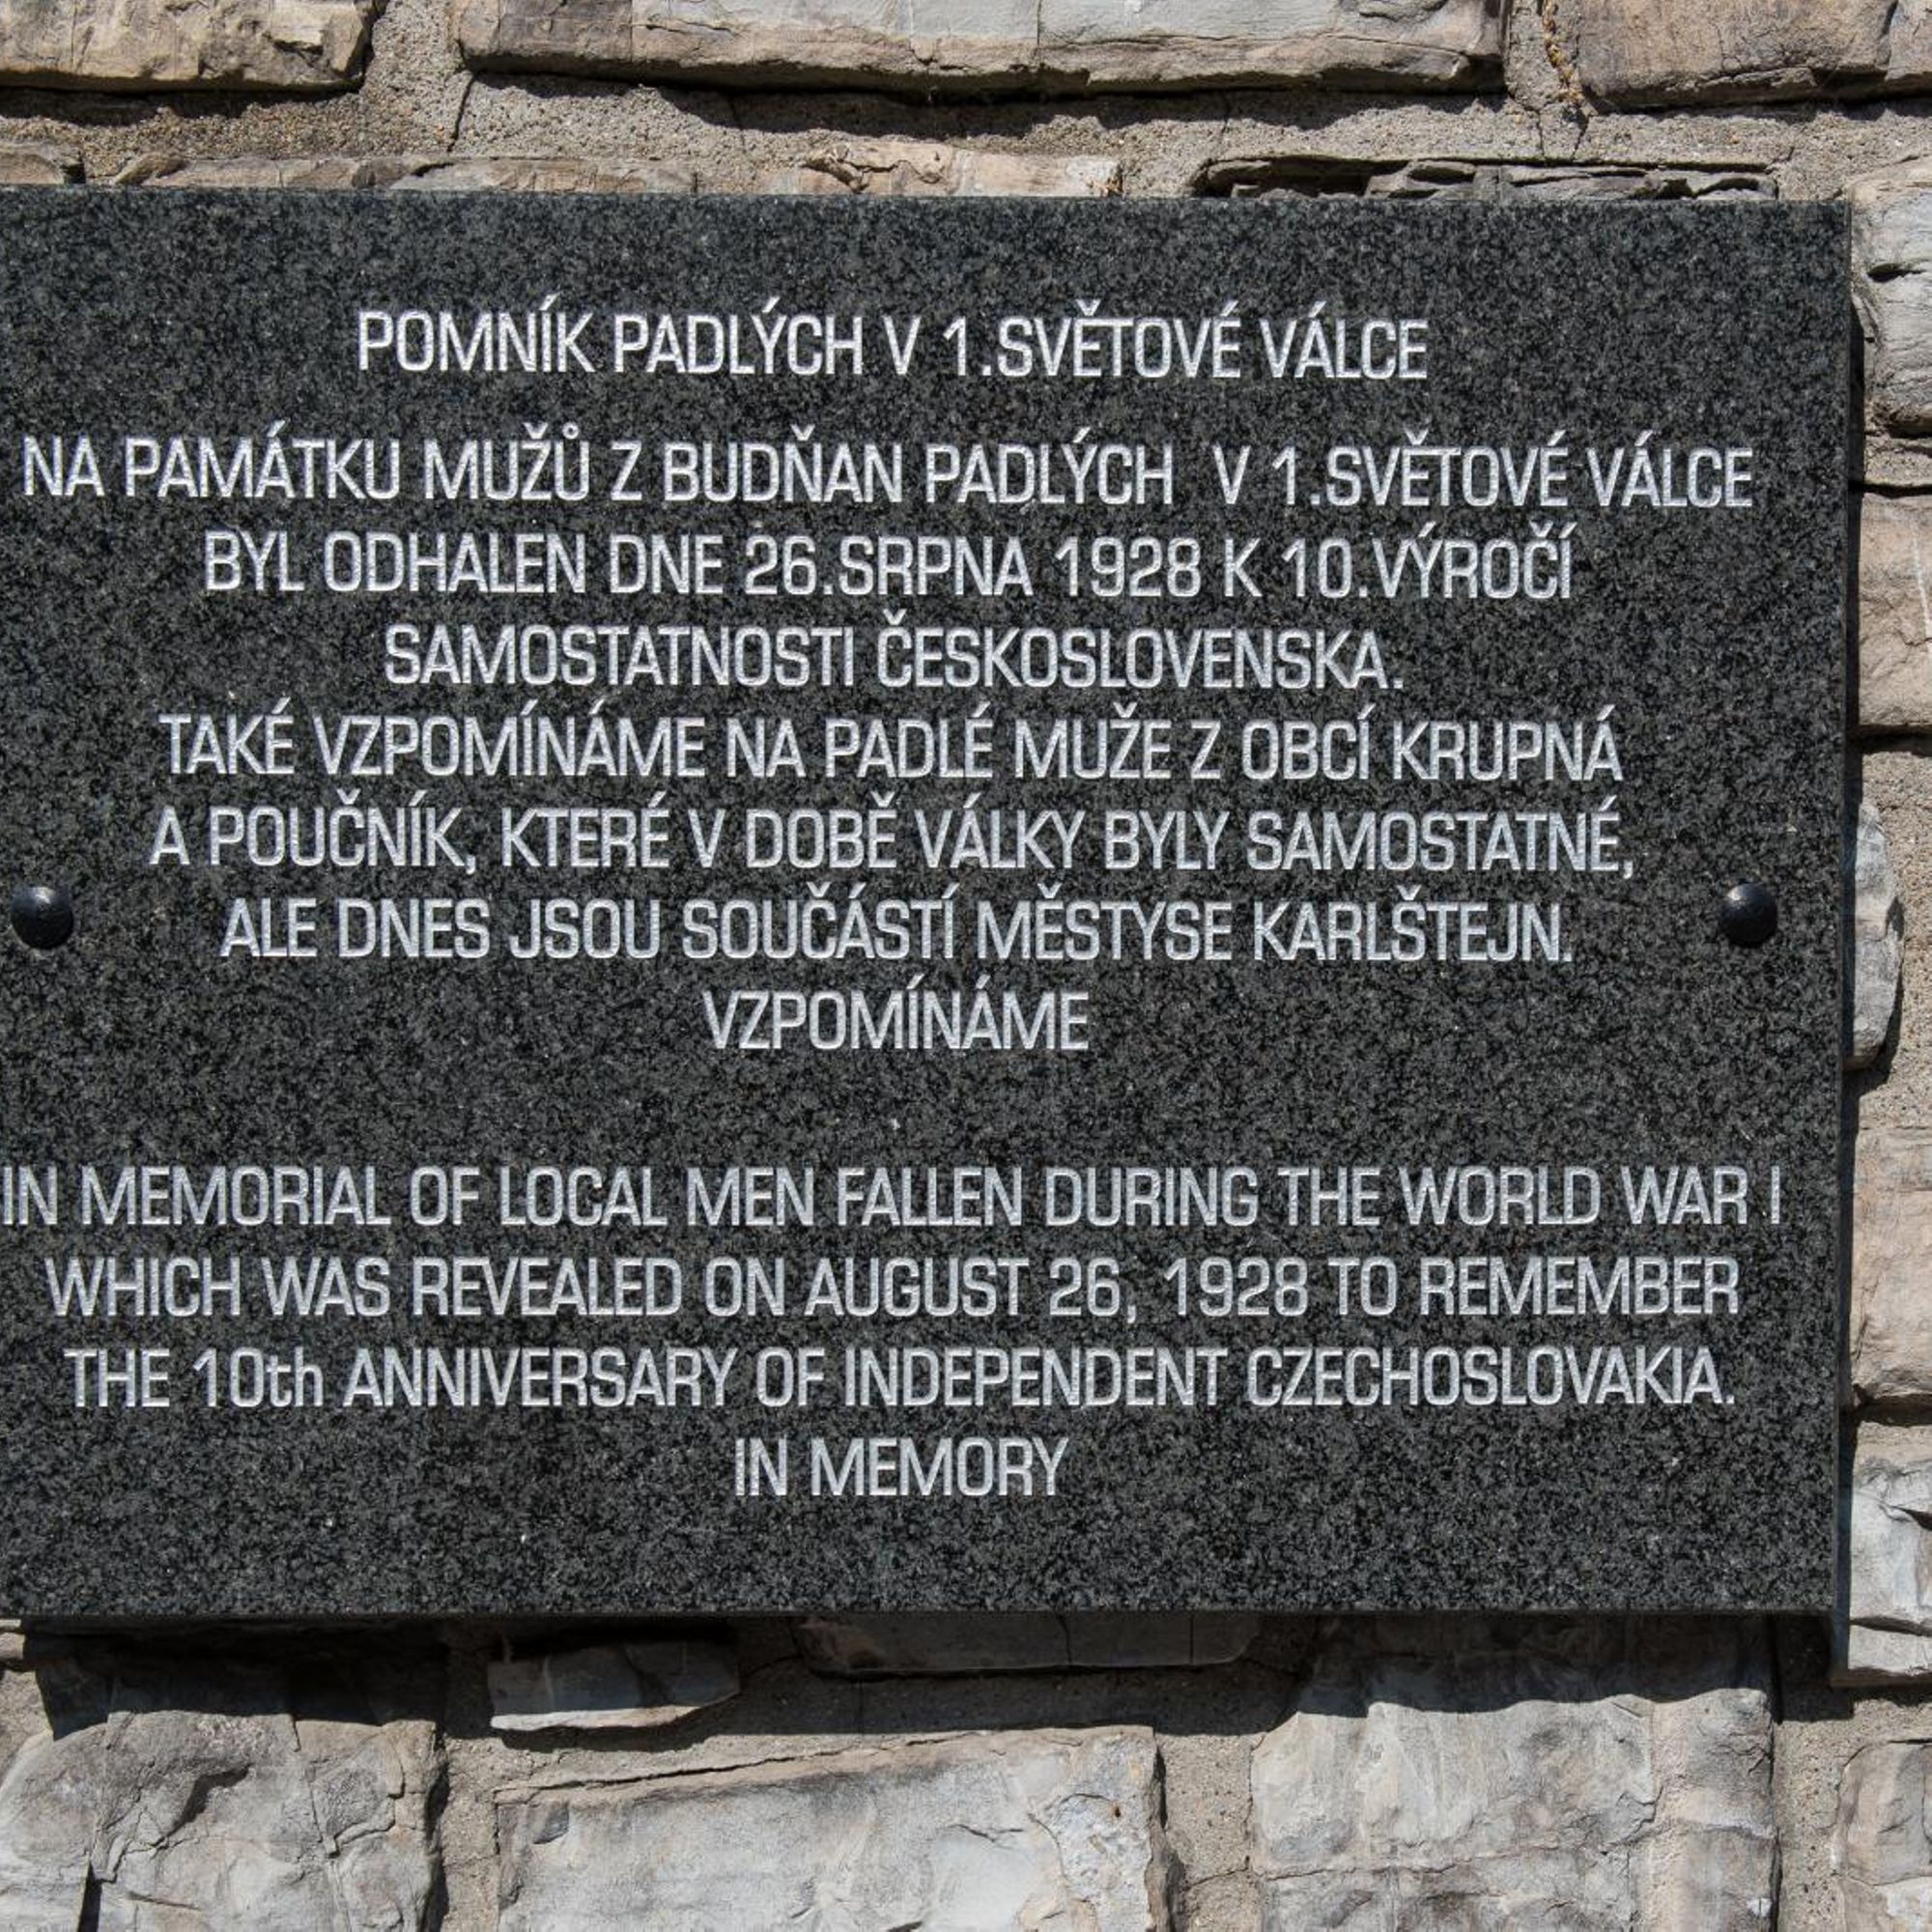 POMNÍK PADLÝCH V 1.SVĚTOVÉ VÁLCE
NA PAMÁTKU MUŽŮ Z BUDŇAN PADLÝCH V 1.SVĚTOVÉ VÁLCE
BYL ODHALEN DNE 26.SRPNA 1928 K 10.VÝROČÍ
SAMOSTATNOSTI ČESKOSLOVENSKA.
TAKÉ VZPOMÍNÁME NA PADLÉ MUŽE Z OBCÍ KRUPNÁ
A POUČNÍK, KTERÉ V DOBĚ VÁLKY BYLY SAMOSTATNÉ,
ALE DNES JSOU SOUČÁSTÍ MĚSTYSE KARLŠTEJN.
VZPOMÍNÁME
IN MEMORIAL OF LOCAL MEN FALLEN DURING THE WORLD WAR I
WHICH WAS REVEALED ON AUGUST 26, 1928 TO REMEMBER
THE 10th ANNIVERSARY OF INDEPENDENT CZECHOSLOVAKIA.
IN MEMORY